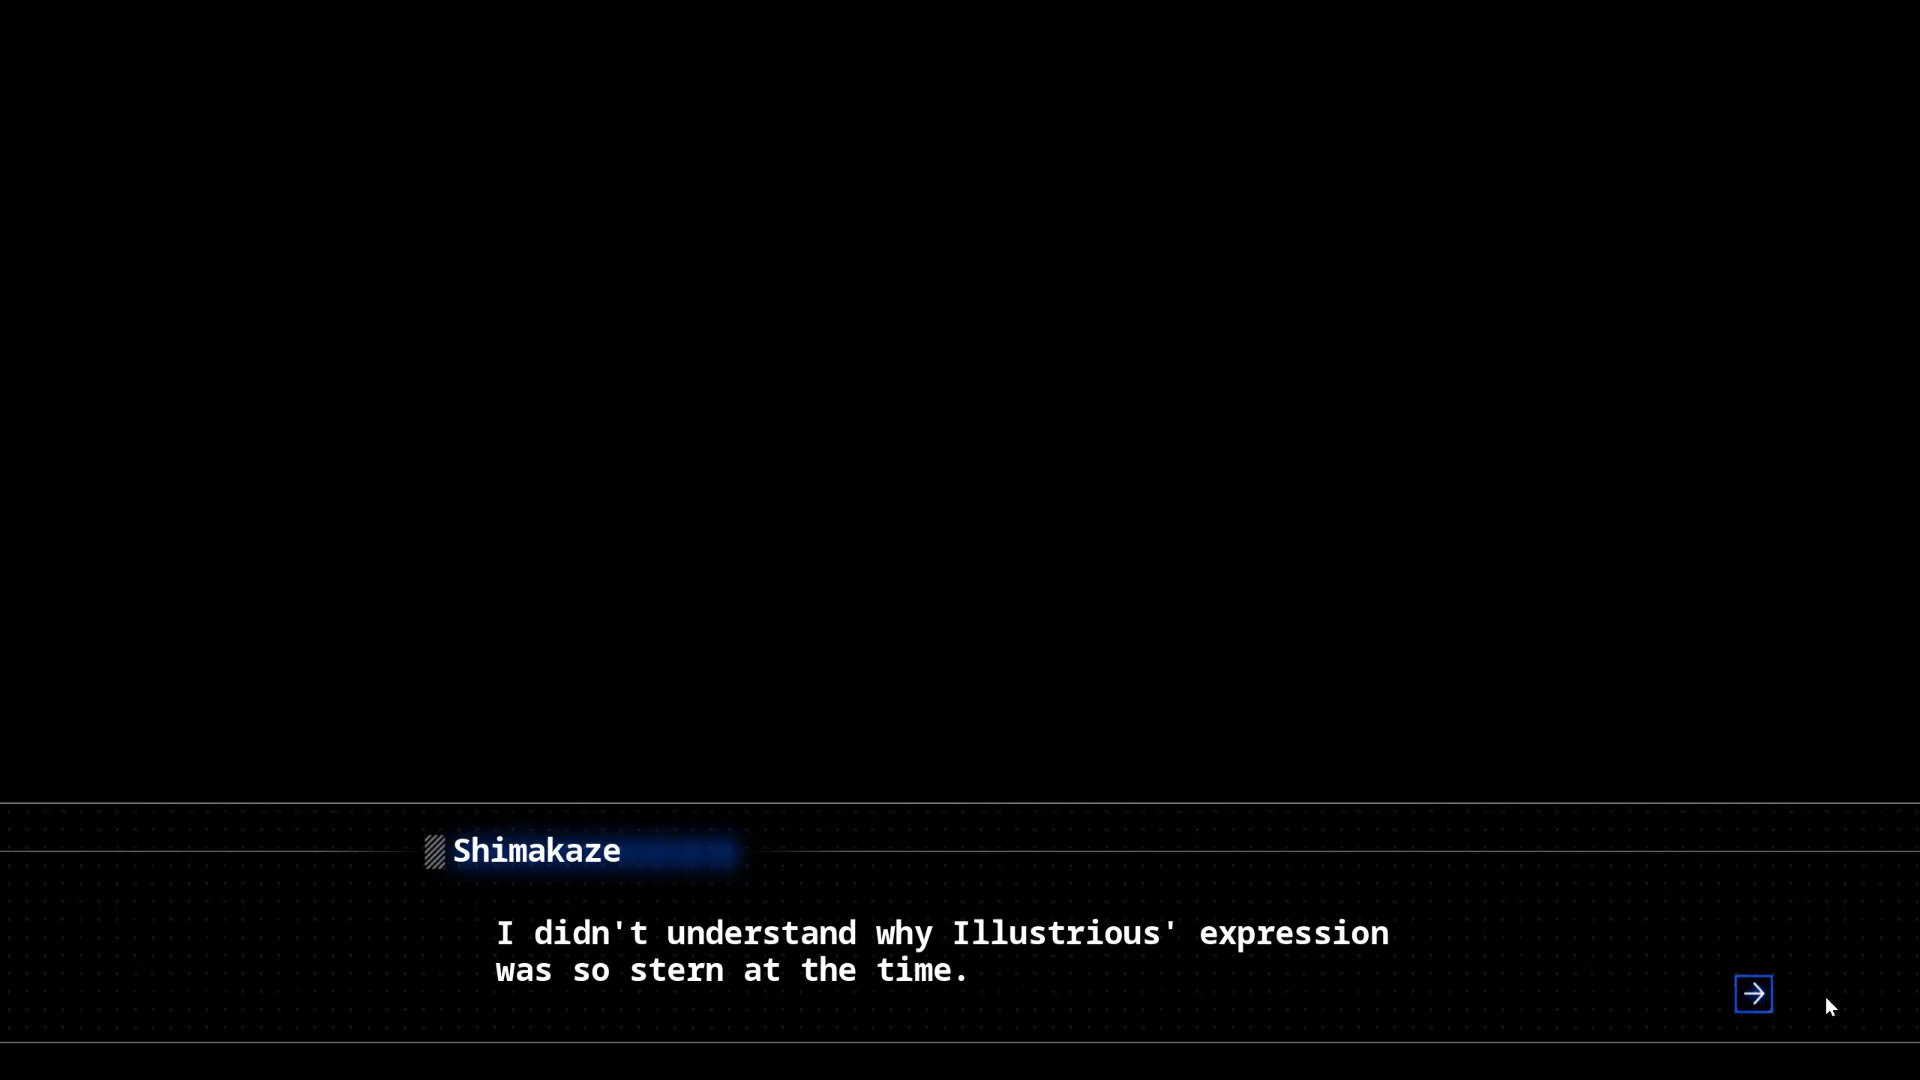 Shimakaze
I didn't understand why Illustrious' expression
was so stern at the time.